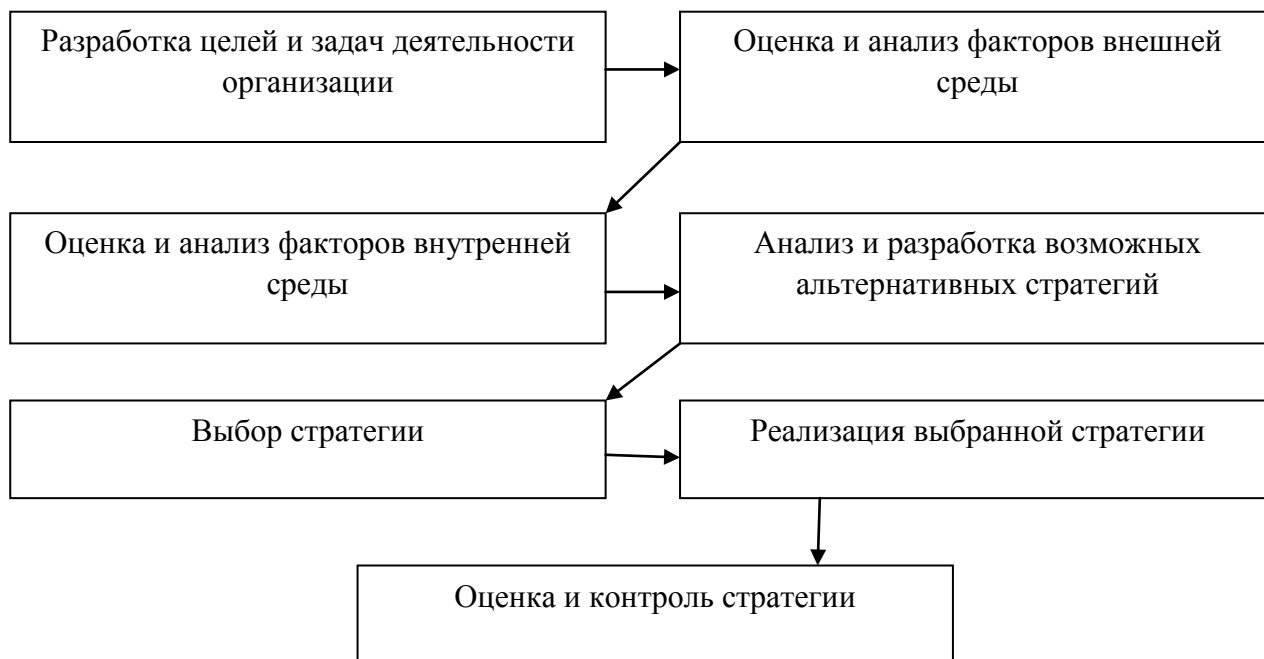 Разработка целей и задач деятельности
организации
Оценка и анализ факторов внешней
среды
Оценка и анализ факторов внутренней
среды
Анализ и разработка возможных
альтернативных стратегий
Выбор стратегии
Реализация выбранной стратегии
Оценка и контроль стратегии